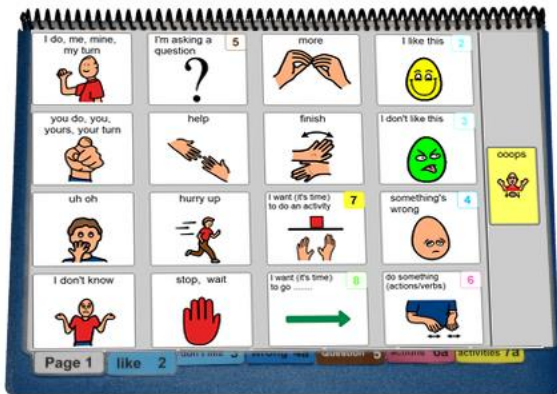 I do, me, mine,
my turn
I'm asking a
question
5
more
I like this
2
you do, you,
yours, your turn
help
finish
I don't like this
3
ooops
uh oh
hurry up
I want (it's time)
to do an activity
7
something's
wrong
4
I don't know
stop, wait
I want (it's time)
to go ........
8
do something
(actions/verbs)
6
Page 1
like 2
3
wrong 4a
Question 5
actions 6a
activities 7a